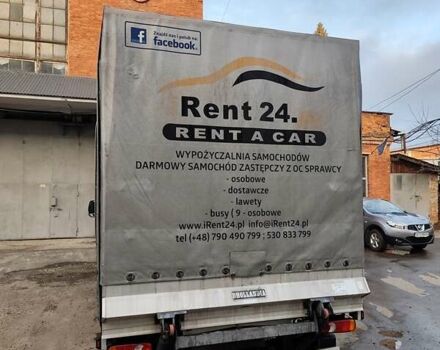 Znajdź nas i polub na
facebook.
Rent 24.
RENT A CAR
WYPOŻYCZALNIA SAMOCHODÓW
DARMOWY SAMOCHÓD ZASTĘPCZY Z OC SPRAWCY
- osobowe
- dostawcze
- lawety
- busy ( 9 - osobowe
www.iRent24.pl info@iRent24.pl
tel (+48) 790 490 799 ; 530 833 799